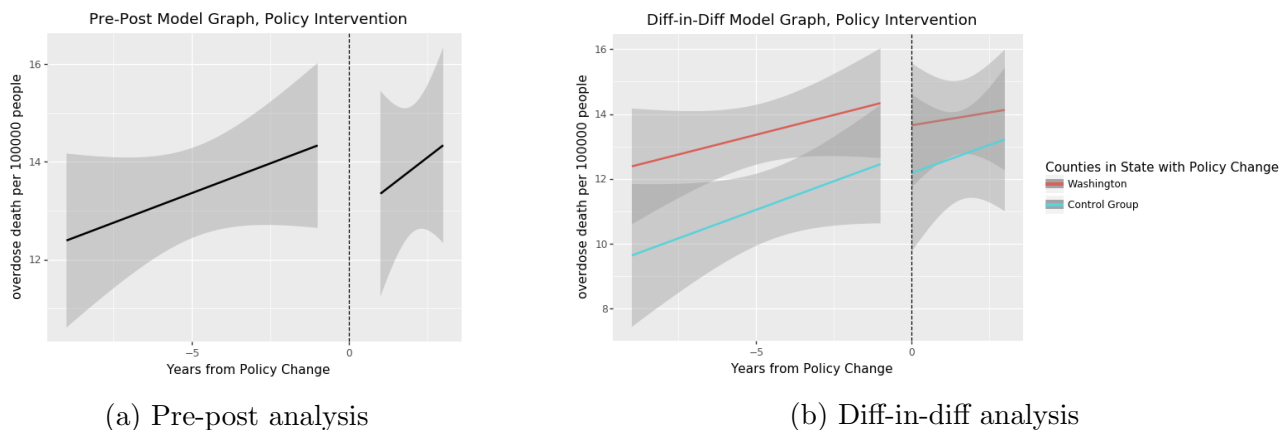 Pre-Post Model Graph, Policy Intervention
overdose death per 100000 people
16
14
12
−5
0
Years from Policy Change
(a) Pre-post analysis
Diff-in-Diff Model Graph, Policy Intervention
overdose death per 100000 people
16
14
12
10
8
−5
0
Years from Policy Change
Counties in State with Policy Change
Washington
Control Group
(b) Diff-in-diff analysis